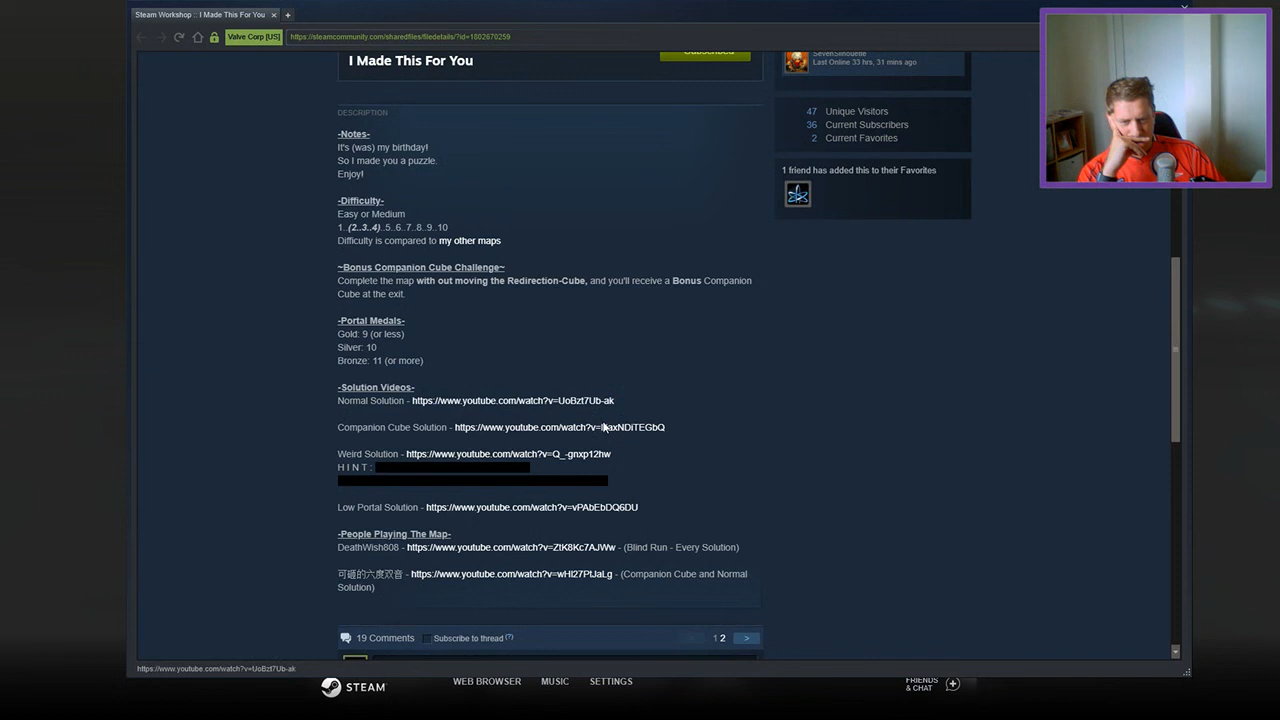 Steam Workshop :: I Made This For You
Valve Corp [US]
https://steamcommunity.com/sharedfiles/filedetails/?id=1802670259
I Made This For You
Subscribed
SevenSilhouette
Last Online 33 hrs, 31 mins ago
DESCRIPTION
47 Unique Visitors
36 Current Subscribers
2 Current Favorites
-Notes-
It's (was) my birthday!
So I made you a puzzle.
Enjoy!
1 friend has added this to their Favorites
-Difficulty-
Easy or Medium
1..(2..3..4)..5..6..7..8..9..10
Difficulty is compared to my other maps
~Bonus Companion Cube Challenge~
Complete the map with out moving the Redirection-Cube, and you'll receive a Bonus Companion
Cube at the exit.
-Portal Medals-
Gold: 9 (or less)
Silver: 10
Bronze: 11 (or more)
-Solution Videos-
Normal Solution - https://www.youtube.com/watch?v=UoBzt7Ub-ak
Companion Cube Solution -
Weird Solution - https://www.youtube.com/watch?v=Q_-gnxp12hw
H I N T :
Low Portal Solution - https://www.youtube.com/watch?v=vPAbEbDQ6DU
-People Playing The Map-
DeathWish808 - https://www.youtube.com/watch?v=ZtK8Kc7AJWw - (Blind Run - Every Solution)
可砸的六度双音 - https://www.youtube.com/watch?v=wHl27PIJaLg - (Companion Cube and Normal
Solution)
19 Comments Subscribe to thread (?) 1 2 >
https://www.youtube.com/watch?v=UoBzt7Ub-ak
STEAM
WEB BROWSER MUSIC SETTINGS
FRIENDS
& CHAT